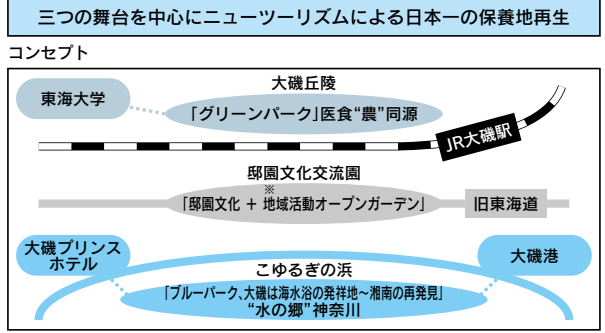 三つの舞台を中心にニューツーリズムによる日本一の保養地再生
コンセプト
大磯丘陵
東海大学
「グリーンパーク」医食“農”同源
JR大磯駅
邸園文化交流園
※
「邸園文化 + 地域活動オープンガーデン」
旧東海道
大磯プリンス
ホテル
大磯港
こゆるぎの浜
「ブルーパーク、大磯は海水浴の発祥地～湘南の再発見」
“水の郷”神奈川